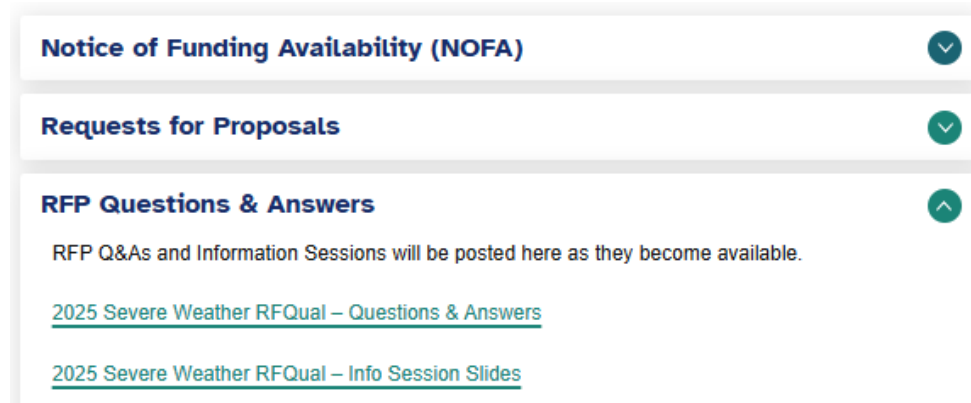 Notice of Funding Availability (NOFA)
Requests for Proposals
RFP Questions & Answers
RFP Q&As and Information Sessions will be posted here as they become available.
2025 Severe Weather RFQual – Questions & Answers
2025 Severe Weather RFQual – Info Session Slides